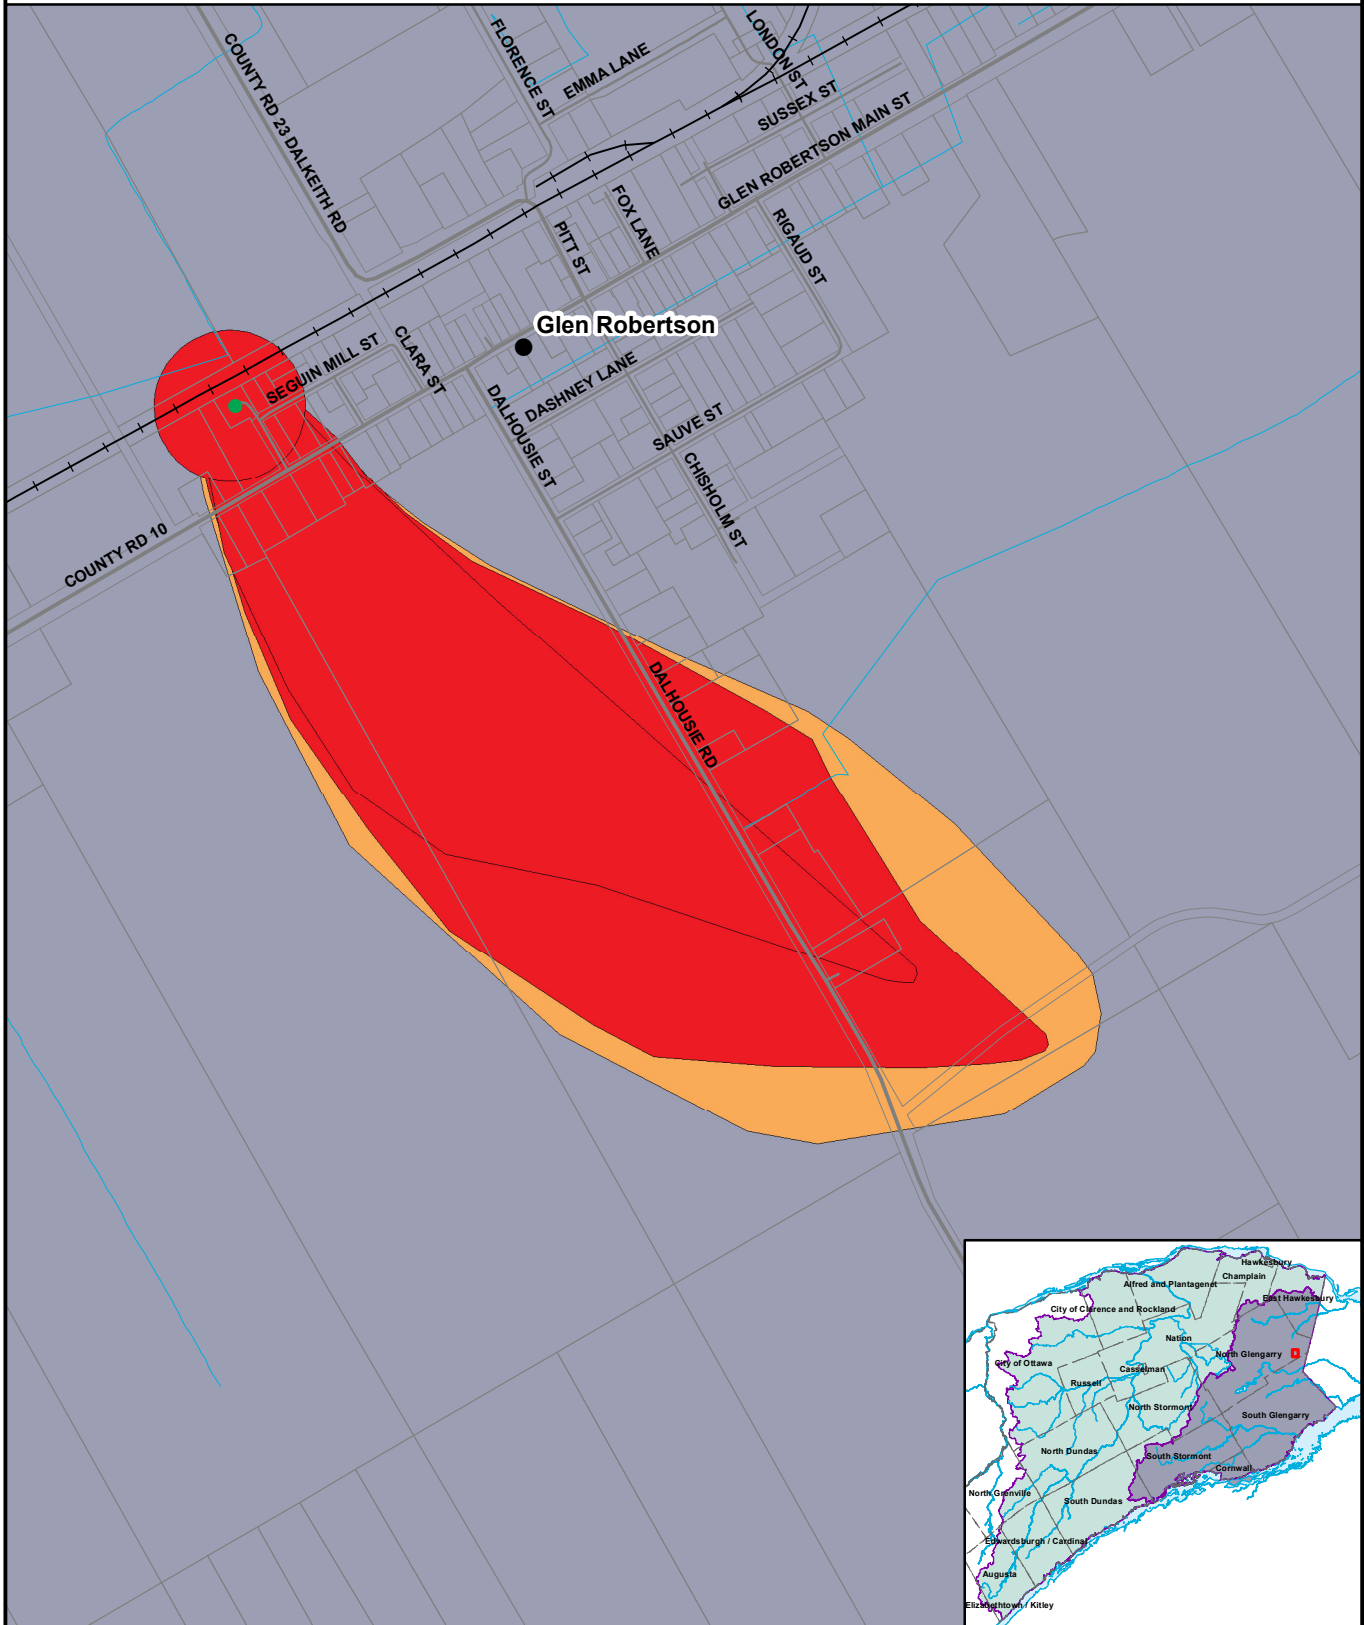 COUNTY RD 23 DALKEITH RD
FLORENCE ST
EMMA LANE
LONDON ST
SUSSEX ST
GLEN ROBERTSON MAIN ST
FOX LANE
PITT ST
RIGAUD ST
Glen Robertson
SEGUIN MILL ST
CLARA ST
DASHNEY LANE
DALHOUSIE ST
SAUVE ST
CHISHOLM ST
COUNTY RD 10
DALHOUSIE RD
Hawkesbury
Champlain
Alfred and Plantagenet
East Hawkesbury
City of Clarence and Rockland
Nation
North Glengarry
City of Ottawa
Casselman
Russell
North Stormont
South Glengarry
North Dundas
South Stormont
Cornwall
North Grenville
South Dundas
Edwardsburgh / Cardinal
Augusta
Elizabethtown / Kitley